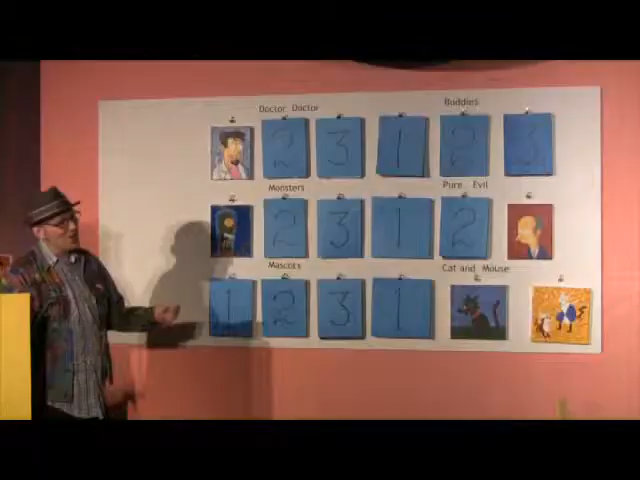 Doctor Doctor Buddies
2 3 1 2 3
Monsters Pure Evil
2 3 1 2
Mascots Cat and Mouse
1 2 3 1